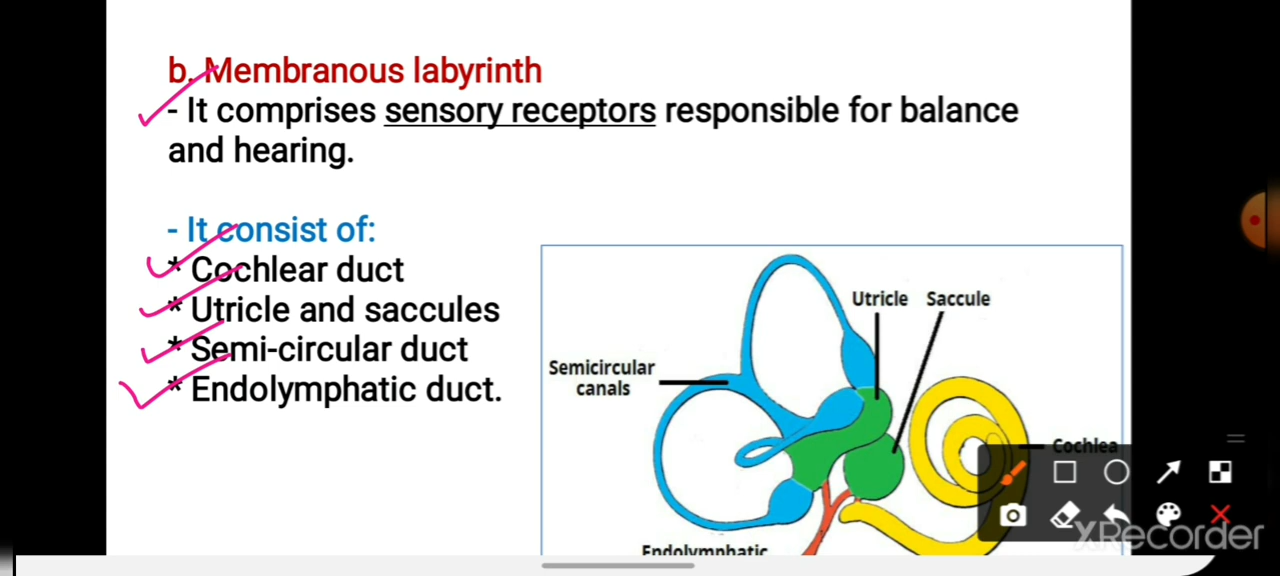 b. Membranous labyrinth
- It comprises sensory receptors responsible for balance
and hearing.
- It consist of:
* Cochlear duct
* Utricle and saccules
* Semi-circular duct
* Endolymphatic duct.
Utricle Saccule
Semicircular
canals
Cochlea
Endolymphatic
XRecorder